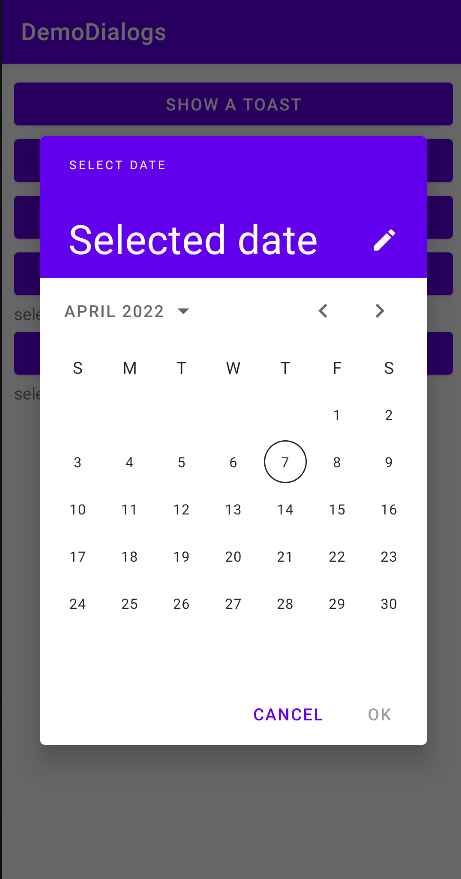 DemoDialogs
SHOW A TOAST
SELECT DATE
Selected date
APRIL 2022
S M T W T F S
1 2
3 4 5 6 7 8 9
10 11 12 13 14 15 16
17 18 19 20 21 22 23
24 25 26 27 28 29 30
CANCEL OK